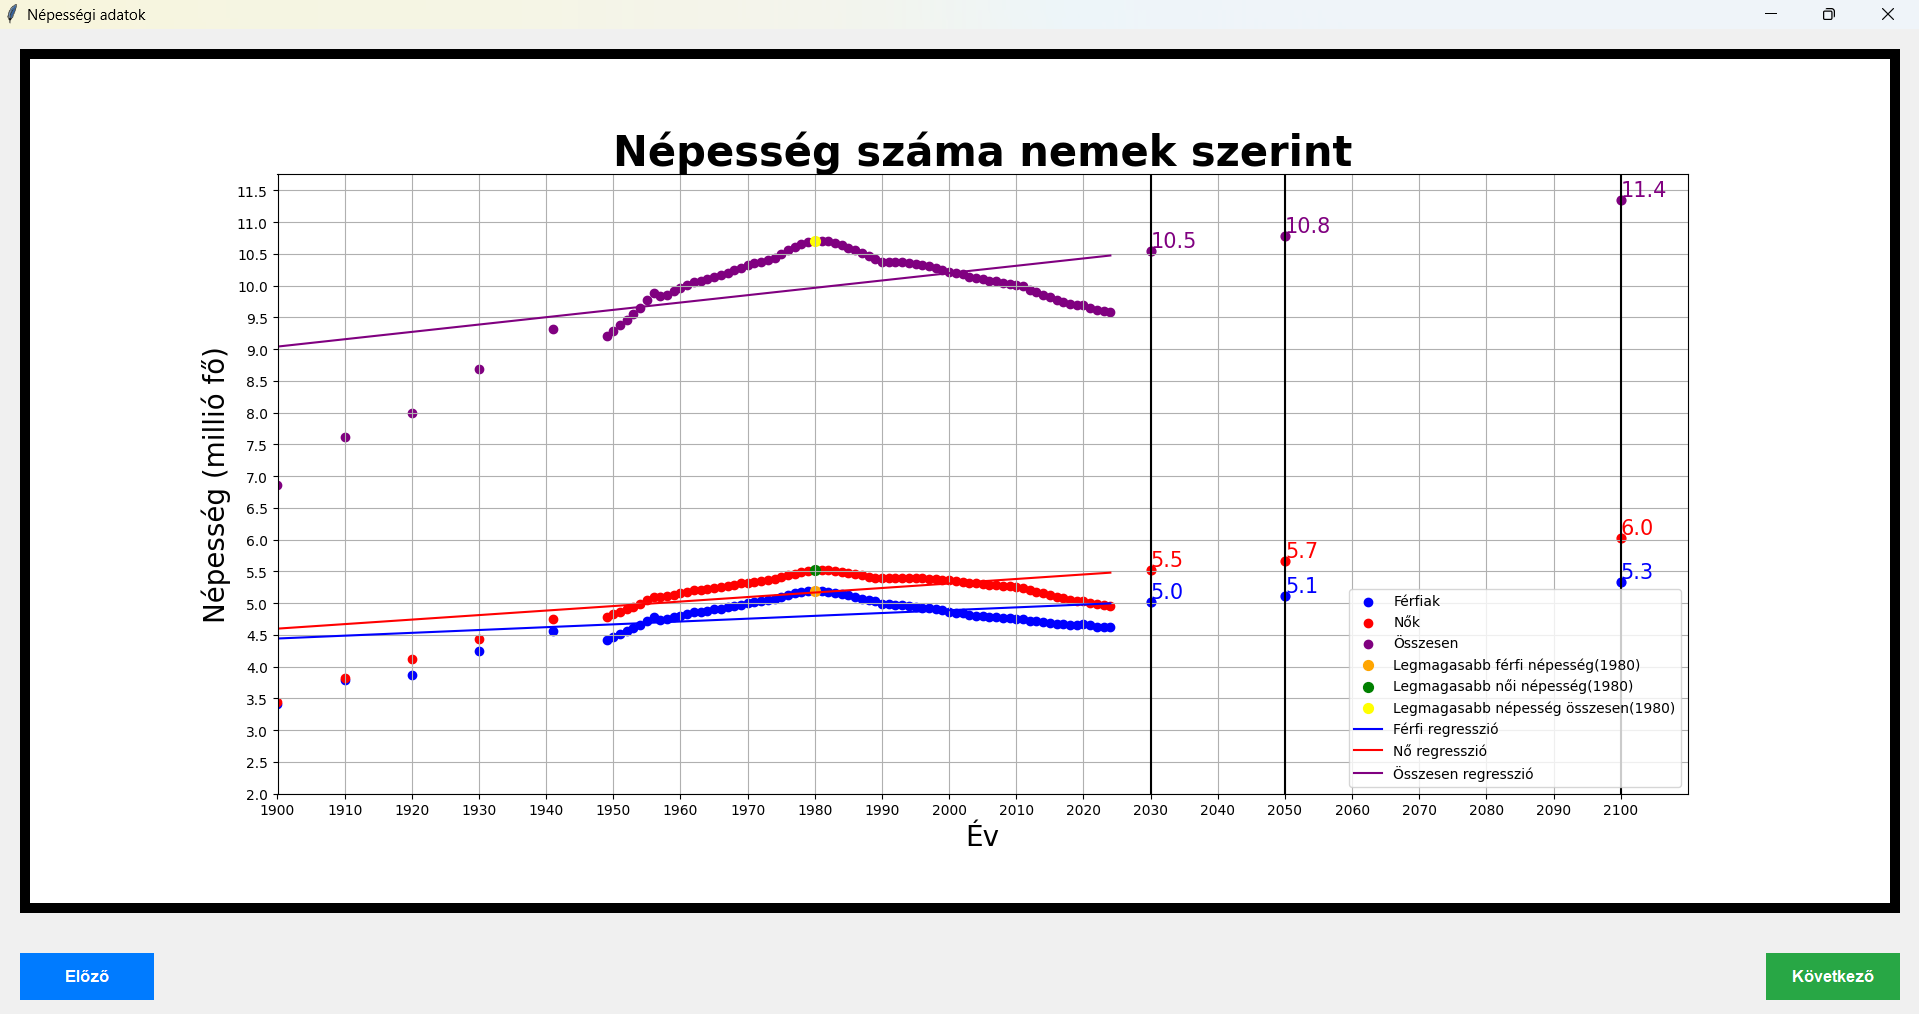 Népességi adatok
Népesség száma nemek szerint
Népesség (millió fő)
11.5
11.0
10.5
10.0
9.5
9.0
8.5
8.0
7.5
7.0
6.5
6.0
5.5
5.0
4.5
4.0
3.5
3.0
2.5
2.0
11.4
10.8
10.5
6.0
5.7
5.5
5.3
5.1
5.0
Férfiak
Nők
Összesen
Legmagasabb férfi népesség(1980)
Legmagasabb női népesség(1980)
Legmagasabb népesség összesen(1980)
Férfi regresszió
Nő regresszió
Összesen regresszió
1900 1910 1920 1930 1940 1950 1960 1970 1980 1990 2000 2010 2020 2030 2040 2050 2060 2070 2080 2090 2100
Év
Előző
Következő